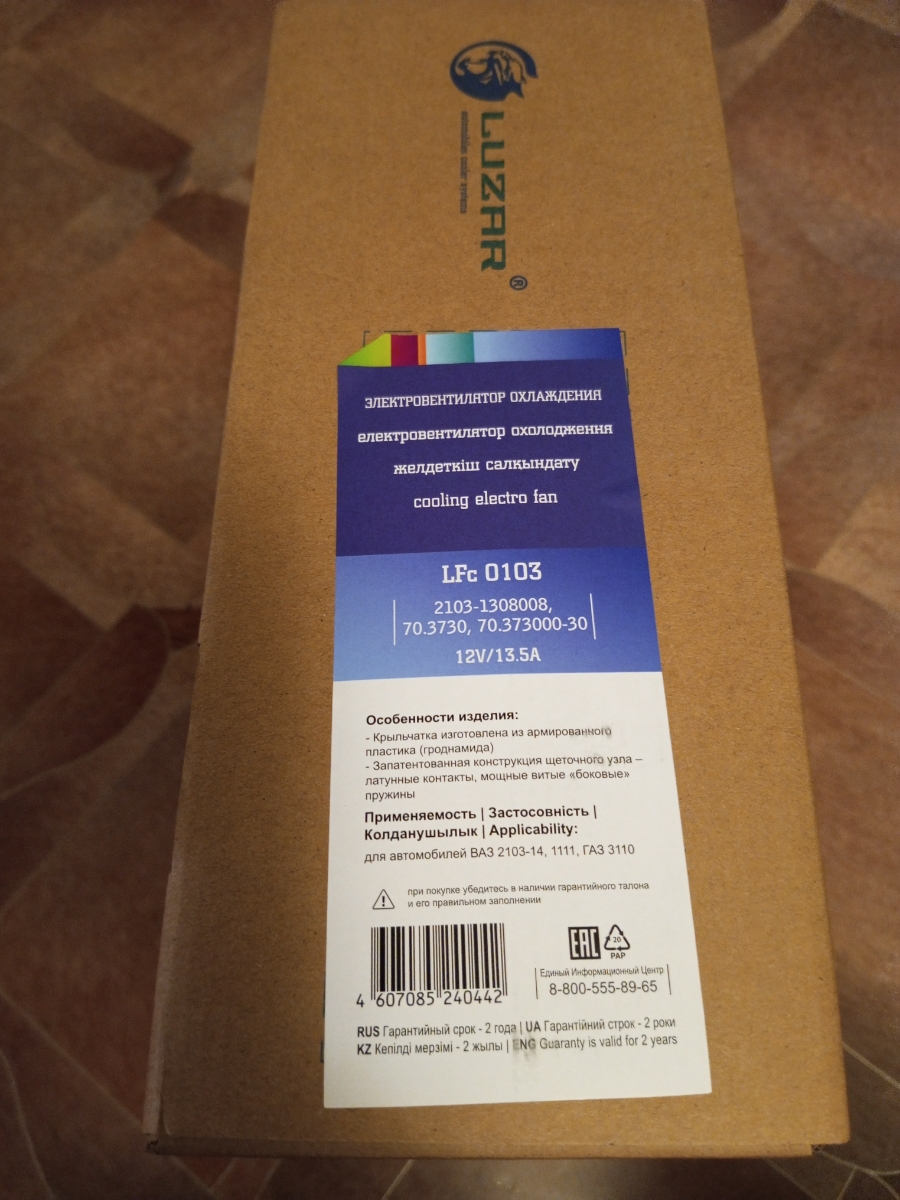 LUZAR
®
ЭЛЕКТРОВЕНТИЛЯТОР ОХЛАЖДЕНИЯ
електровентилятор охолодження
желдеткіш салқындату
cooling electro fan
LFc 0103
2103-1308008,
70.3730, 70.373000-30
12V/13.5A
Особенности изделия:
- Крыльчатка изготовлена из армированного
пластика (гроднамида)
- Запатентованная конструкция щеточного узла –
латунные контакты, мощные витые «боковые»
пружины
Применяемость | Застосовність |
Колданушылык | Applicability:
для автомобилей ВАЗ 2103-14, 1111, ГАЗ 3110
при покупке убедитесь в наличии гарантийного талона
и его правильном заполнении
EAC
20
PAP
Единый Информационный Центр
8-800-555-89-65
4 607085 240442
RUS Гарантийный срок - 2 года | UA Гарантійний строк - 2 роки
KZ Кепілді мерзімі - 2 жылы | ENG Guaranty is valid for 2 years